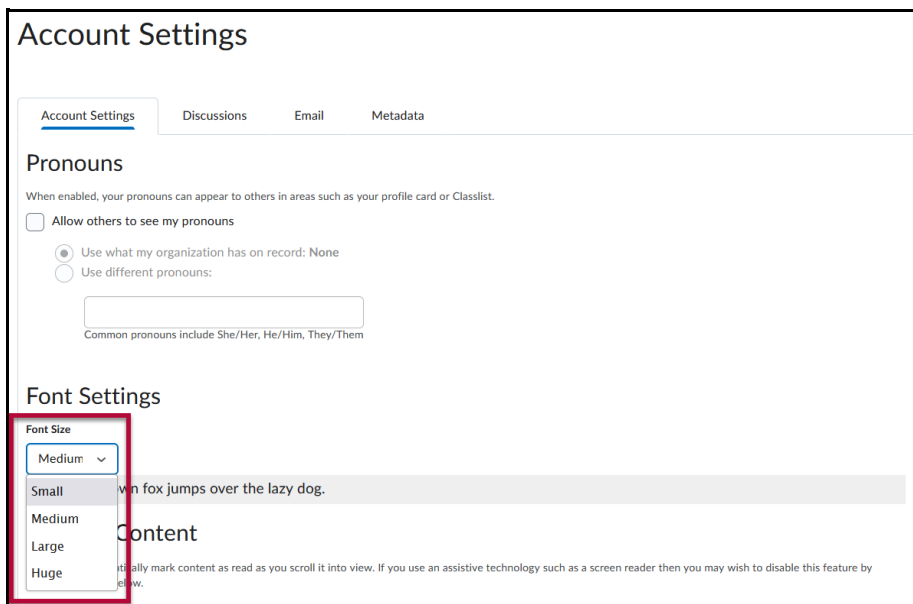 Account Settings
Account Settings Discussions Email Metadata
Pronouns
When enabled, your pronouns can appear to others in areas such as your profile card or Classlist.
Allow others to see my pronouns
Use what my organization has on record: None
Use different pronouns:
Common pronouns include She/Her, He/Him, They/Them
Font Settings
Font Size
Medium
fox jumps over the lazy dog.
Small
Medium
Large
Huge
Content
mark content as read as you scroll it into view. If you use an assistive technology such as a screen reader then you may wish to disable this feature by